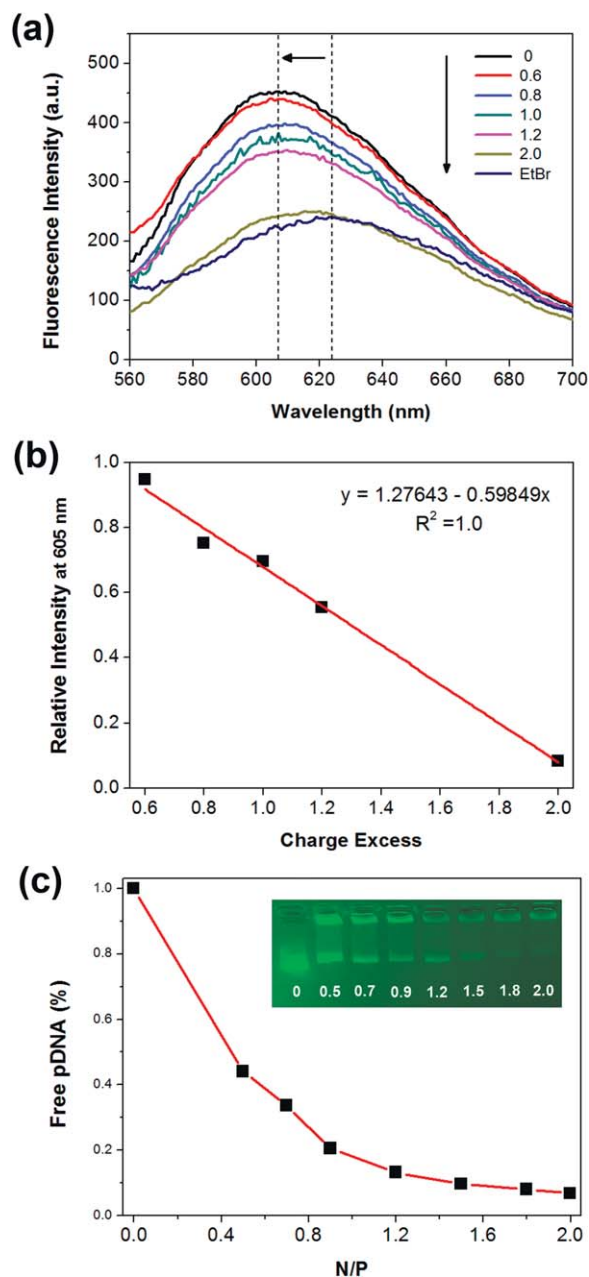 (a)
Fluorescence Intensity (a.u.)
500
450
400
350
300
250
200
150
100
0
560 580 600 620 640 660 680 700
Wavelength (nm)
0
0.6
0.8
1.0
1.2
2.0
EtBr
(b)
Relative Intensity at 605 nm
1.0
0.8
0.6
0.4
0.2
0.0
0.6 0.8 1.0 1.2 1.4 1.6 1.8 2.0
Charge Excess
y = 1.27643 - 0.59849x
R² =1.0
(c)
Free pDNA (%)
1.0
0.8
0.6
0.4
0.2
0.0
0.0 0.4 0.8 1.2 1.6 2.0
N/P
0 0.5 0.7 0.9 1.2 1.5 1.8 2.0